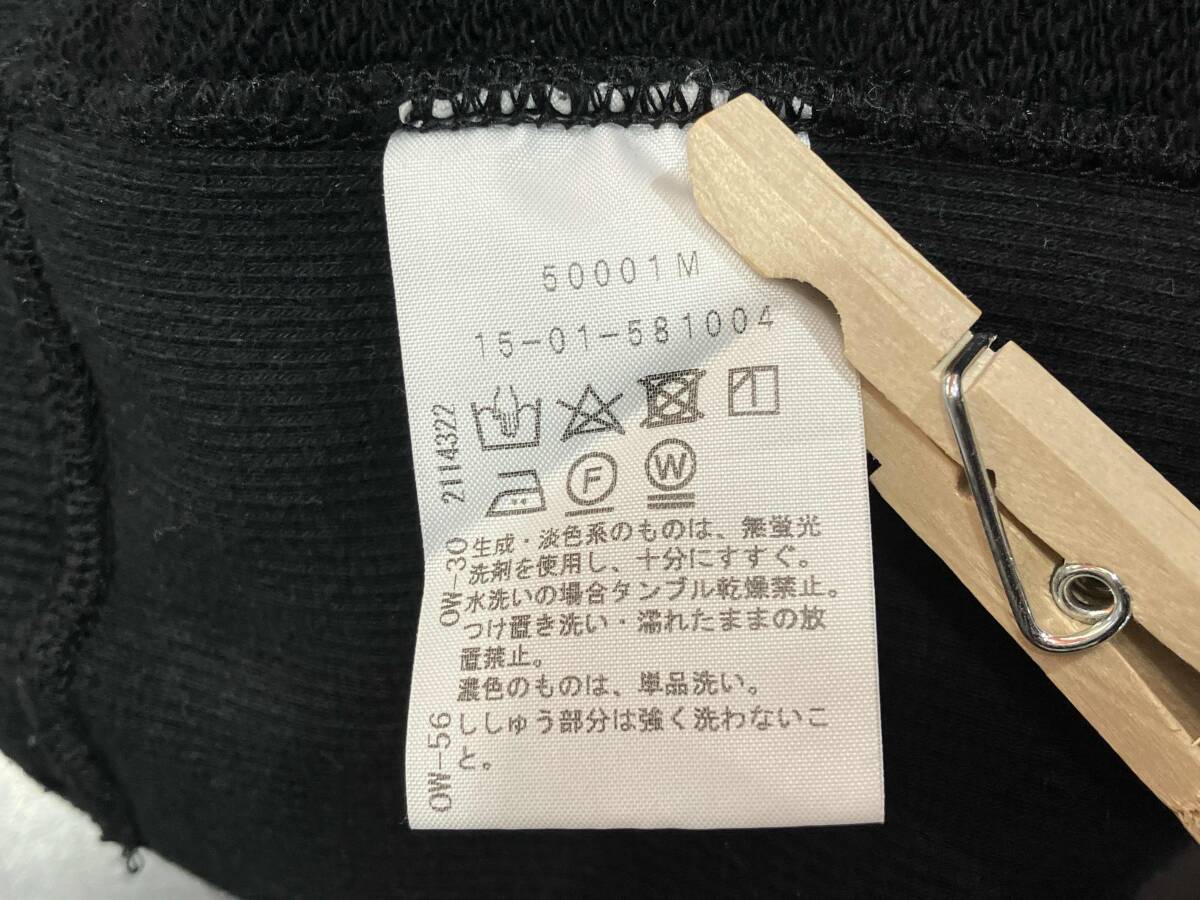 50001M
15-01-581004
F
W
生成・淡色系のものは、無蛍光
洗剤を使用し、十分にすすぐ。
水洗いの場合タンブル乾燥禁止。
つけ置き洗い・濡れたままの放
置禁止。
濃色のものは、単品洗い。
ししゅう部分は強く洗わないこ
と。
OW-56
OW-30
2114322